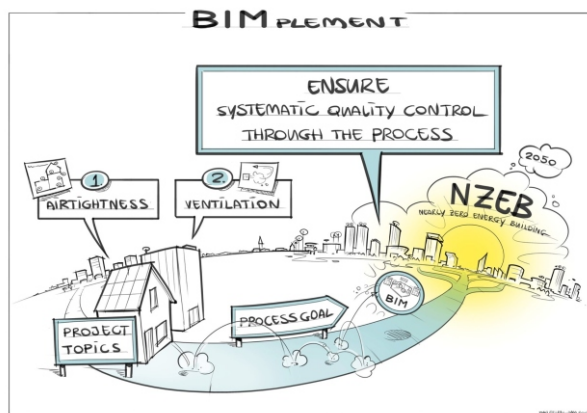 BIMPLEMENT
ENSURE
SYSTEMATIC QUALITY CONTROL
THROUGH THE PROCESS
2050
1
2.
AIRTIGHTNESS
VENTILATION
NZEB
NEARLY ZERO ENERGY BUILDING
BIM
PROCESS GOAL
PROJECT
TOPICS